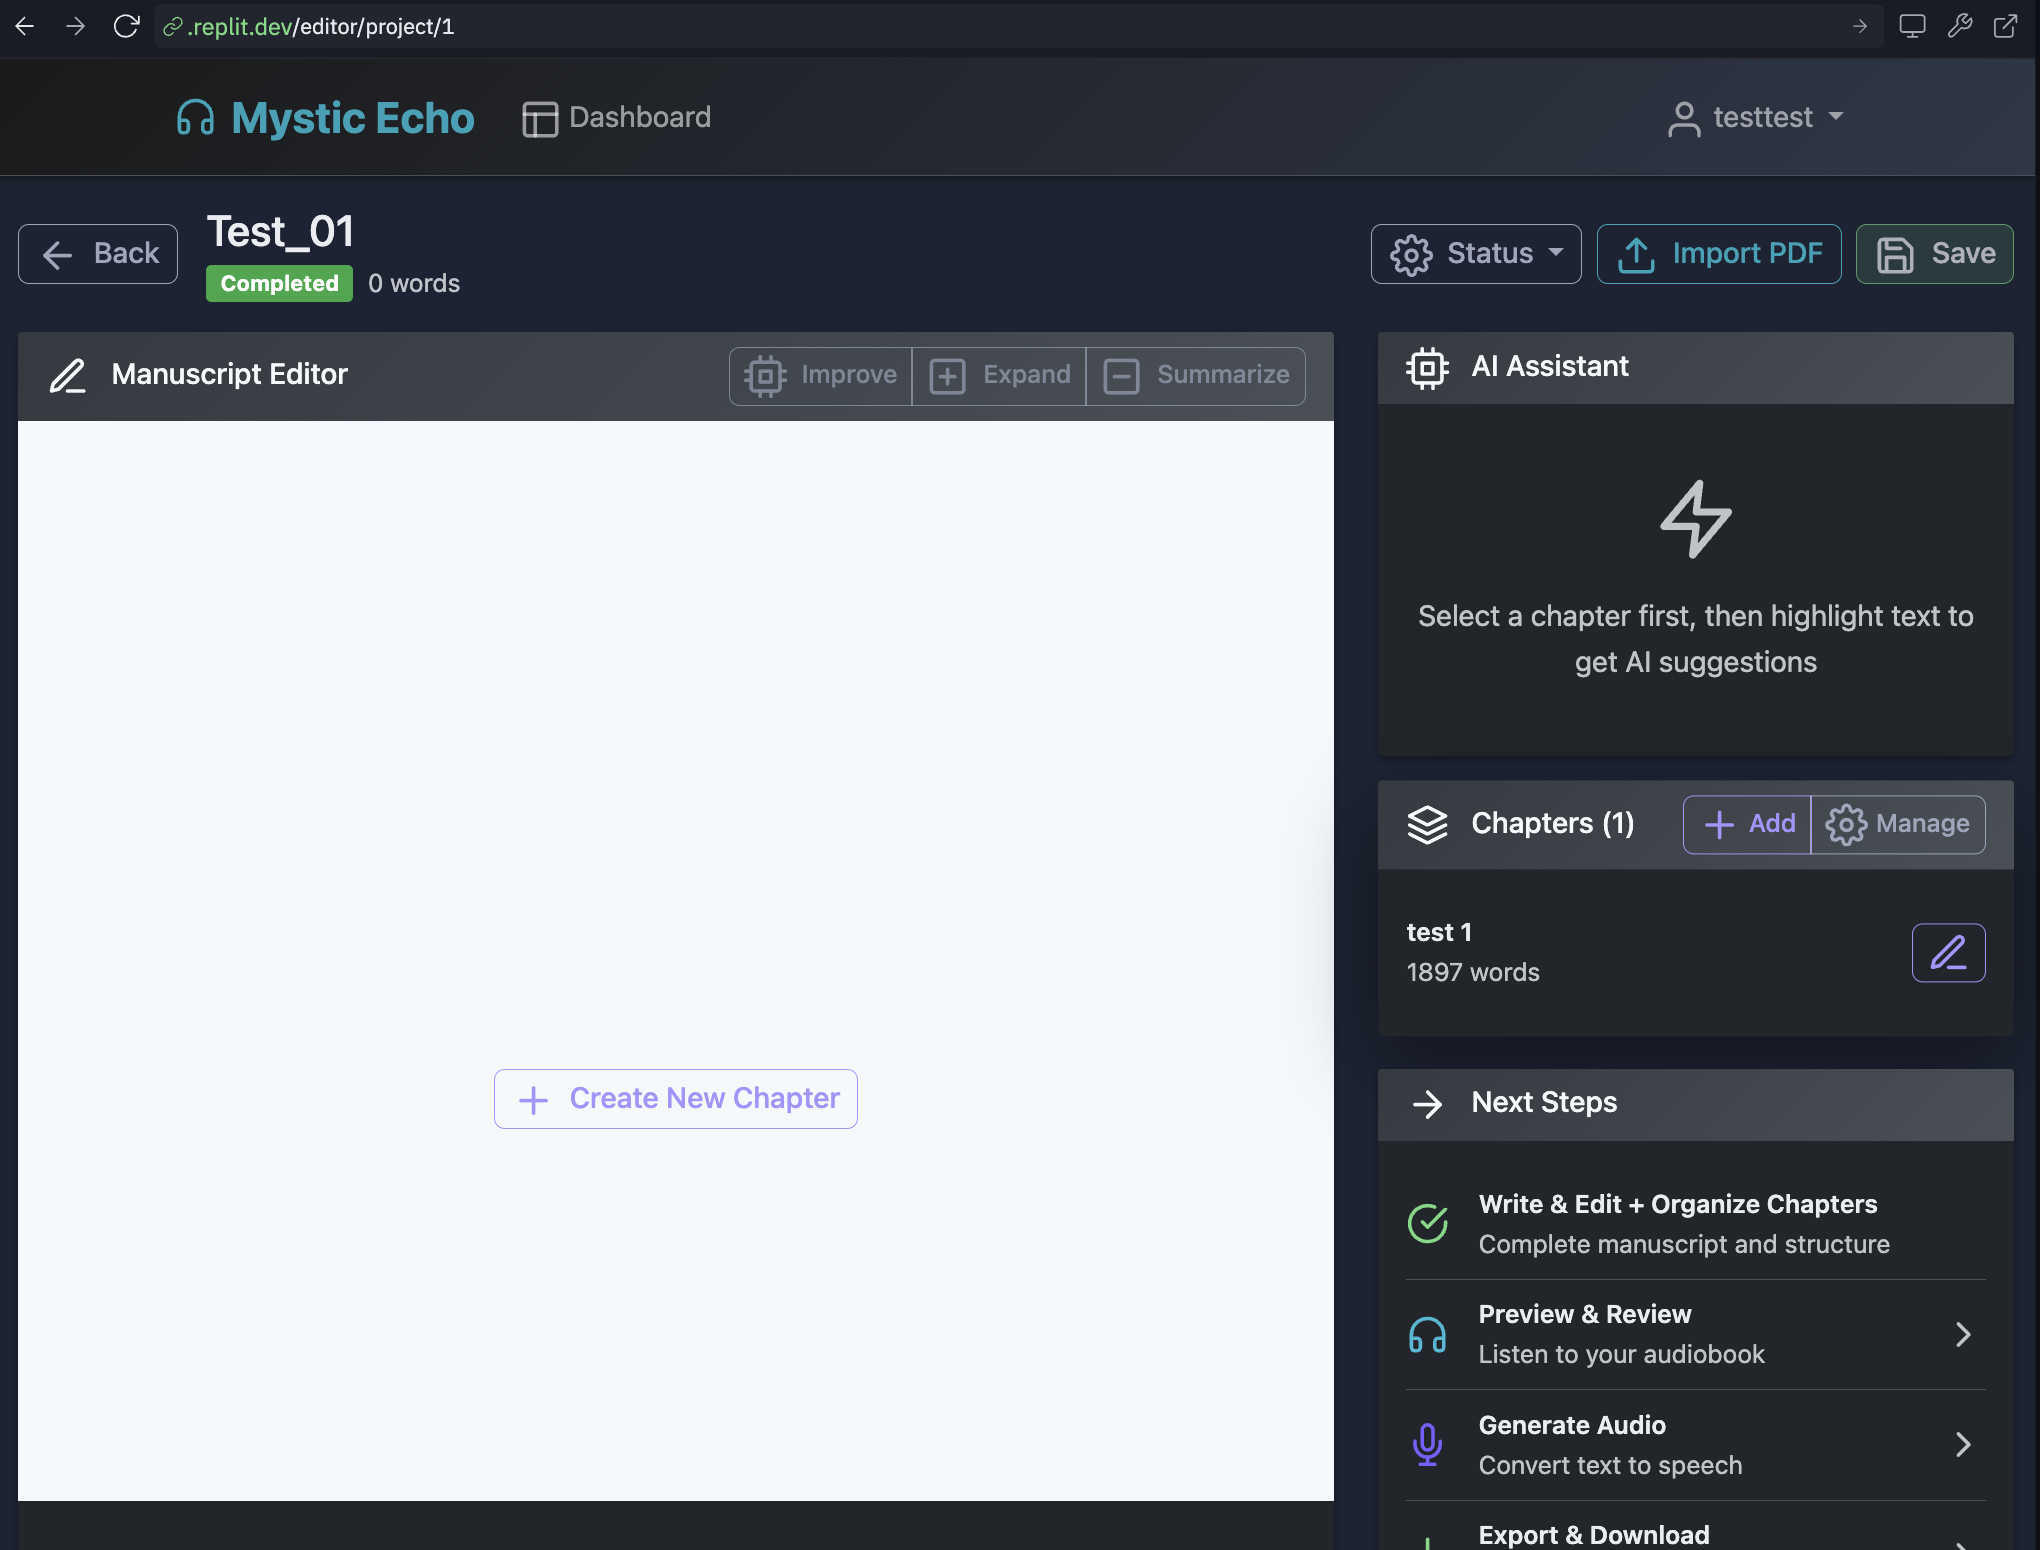 .replit.dev/editor/project/1
Mystic Echo
Dashboard
testtest
Back
Test_01
Completed
0 words
Status
Import PDF
Save
Manuscript Editor
Improve
Expand
Summarize
Create New Chapter
AI Assistant
Select a chapter first, then highlight text to
get AI suggestions
Chapters (1)
Add
Manage
test 1
1897 words
Next Steps
Write & Edit + Organize Chapters
Complete manuscript and structure
Preview & Review
Listen to your audiobook
Generate Audio
Convert text to speech
Export & Download